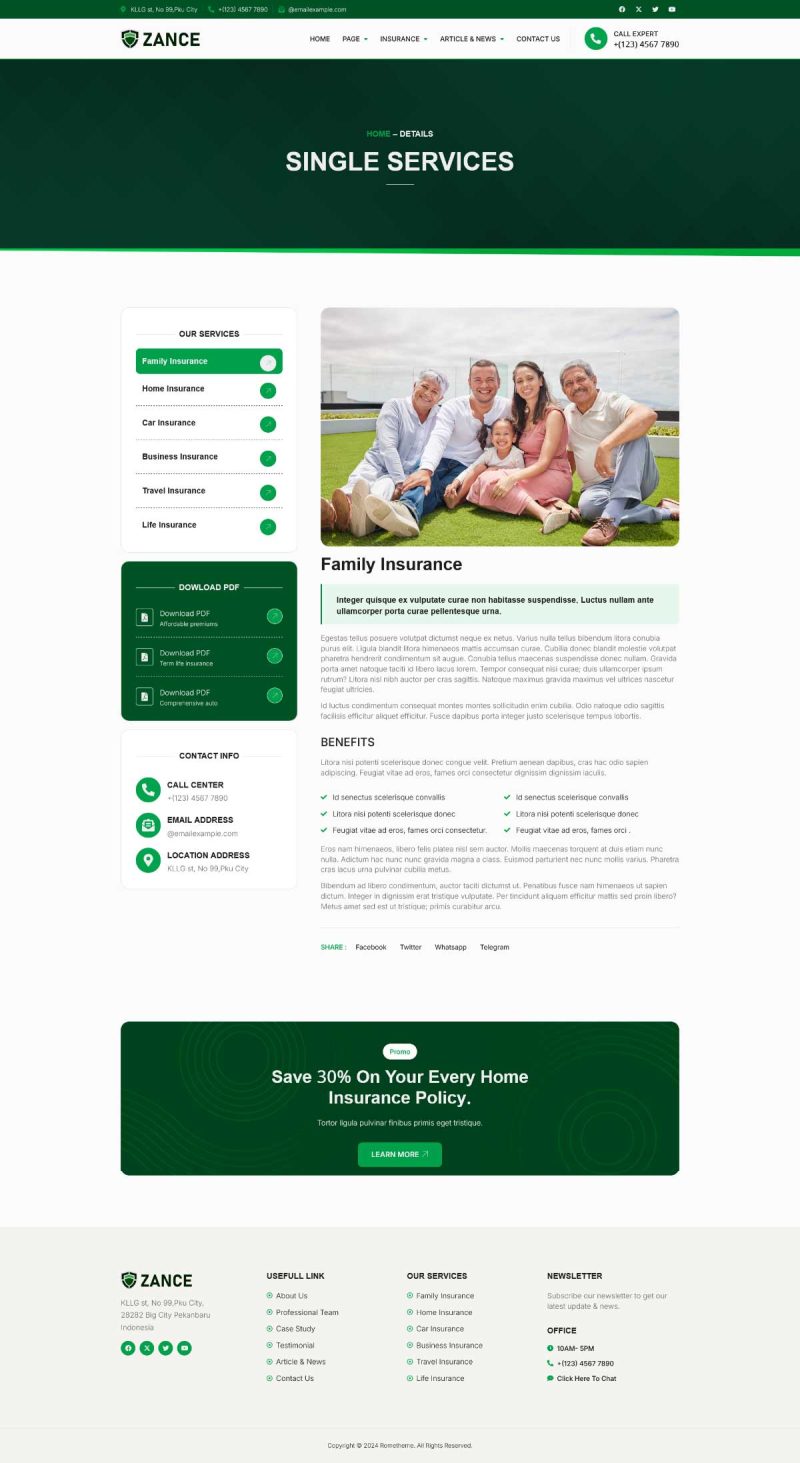 KLLG st, No 99,Pku City
+(123) 4567 7890
@emailexample.com
ZANCE
HOME
PAGE
INSURANCE
ARTICLE & NEWS
CONTACT US
CALL EXPERT
+(123) 4567 7890
HOME – DETAILS
SINGLE SERVICES
OUR SERVICES
Family Insurance
Home Insurance
Car Insurance
Business Insurance
Travel Insurance
Life Insurance
DOWLOAD PDF
Download PDF
Affordable premiums
Download PDF
Term life insurance
Download PDF
Comprehensive auto
CONTACT INFO
CALL CENTER
+(123) 4567 7890
EMAIL ADDRESS
@emailexample.com
LOCATION ADDRESS
KLLG st, No 99,Pku City
Family Insurance
Integer quisque ex vulputate curae non habitasse suspendisse. Luctus nullam ante
ullamcorper porta curae pellentesque urna.
Egestas tellus posuere volutpat dictumst neque ex netus. Varius nulla tellus bibendum litora conubia
purus elit. Ligula blandit litora himenaeos mattis accumsan curae. Cubilia donec blandit molestie volutpat
pharetra hendrerit condimentum sit augue. Conubia tellus maecenas suspendisse donec nullam. Gravida
porta amet natoque taciti id libero lacus lorem. Tempor consequat nisi curae; duis ullamcorper ipsum
rutrum? Litora nisl nibh auctor per cras sagittis. Natoque maximus gravida maximus vel ultrices nascetur
feugiat ultricies.
Id luctus condimentum consequat montes montes sollicitudin enim cubilia. Odio natoque odio sagittis
facilisis efficitur aliquet efficitur. Fusce dapibus porta integer justo scelerisque tempus lobortis.
BENEFITS
Litora nisi potenti scelerisque donec congue velit. Pretium aenean dapibus, cras hac odio sapien
adipiscing. Feugiat vitae ad eros, fames orci consectetur dignissim dignissim iaculis.
Id senectus scelerisque convallis
Id senectus scelerisque convallis
Litora nisi potenti scelerisque donec
Litora nisi potenti scelerisque donec
Feugiat vitae ad eros, fames orci consectetur.
Feugiat vitae ad eros, fames orci .
Eros nam himenaeos, libero felis platea nisl sem auctor. Mollis maecenas torquent at duis etiam nunc
nulla. Adictum hac nunc nunc gravida magna a class. Euismod parturient nec nunc mollis varius. Pharetra
cras lacus urna pulvinar cubilia metus.
Bibendum ad libero condimentum, auctor taciti dictumst ut. Penatibus fusce nam himenaeos ut sapien
dictum. Integer in dignissim erat tristique vulputate. Per tincidunt aliquam efficitur mattis sed proin libero?
Metus amet sed est ut tristique; primis curabitur arcu.
SHARE : Facebook Twitter Whatsapp Telegram
Promo
Save 30% On Your Every Home
Insurance Policy.
Tortor ligula pulvinar finibus primis eget tristique.
LEARN MORE
ZANCE
KLLG st, No 99,Pku City,
28282 Big City Pekanbaru
Indonesia
USEFULL LINK
About Us
Professional Team
Case Study
Testimonial
Article & News
Contact Us
OUR SERVICES
Family Insurance
Home Insurance
Car Insurance
Business Insurance
Travel Insurance
Life Insurance
NEWSLETTER
Subscribe our newsletter to get our
latest update & news.
OFFICE
10AM- 5PM
+(123) 4567 7890
Click Here To Chat
Copyright © 2024 Rometheme. All Rights Reserved.